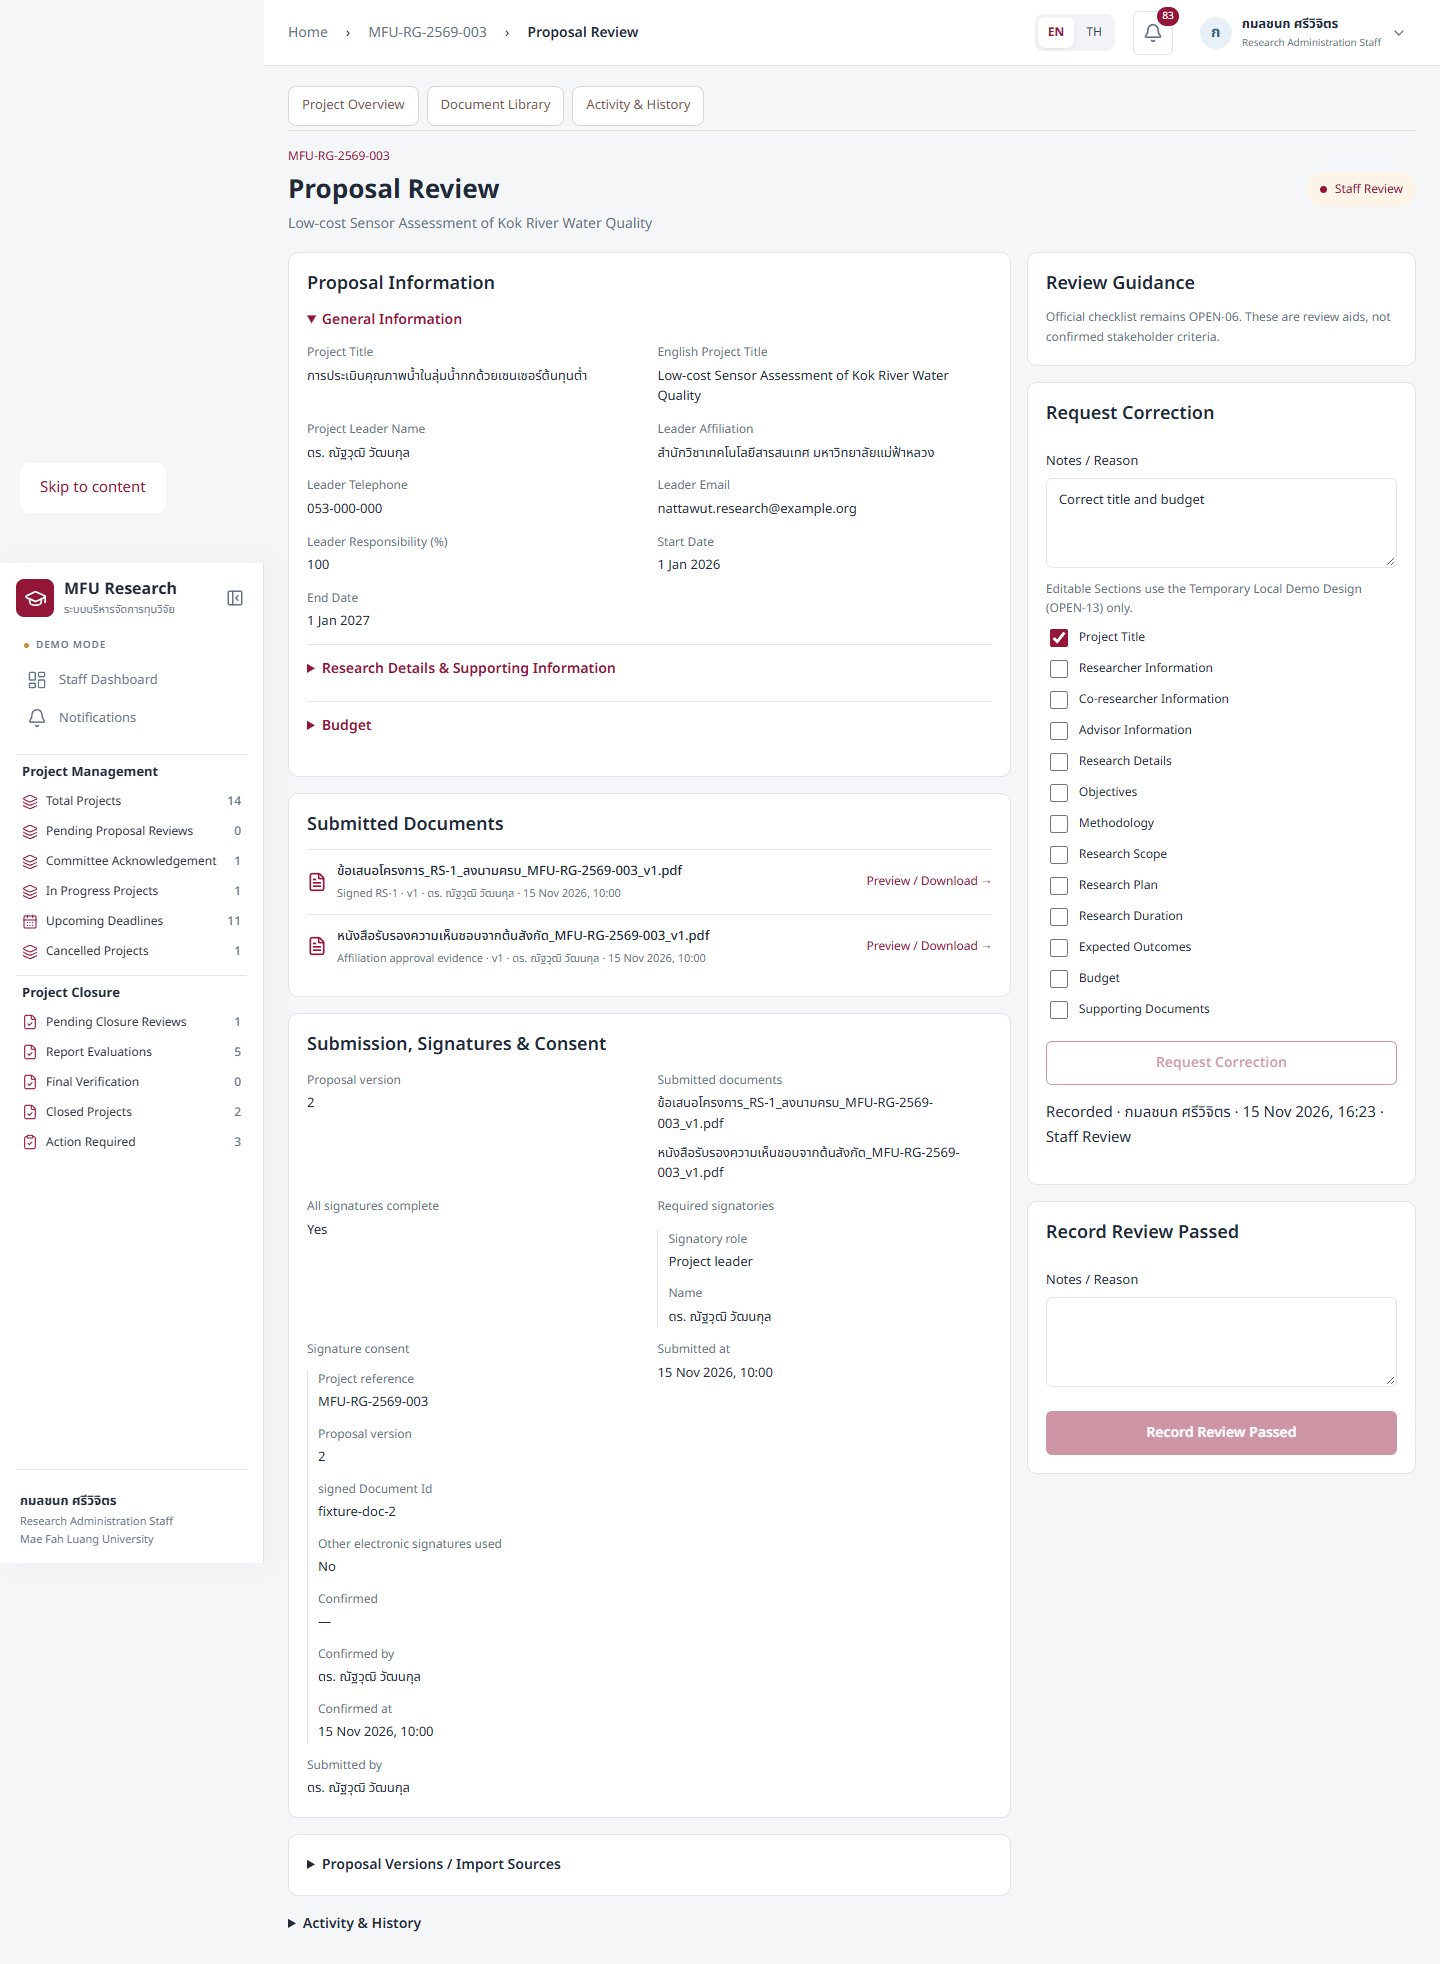 Home › MFU-RG-2569-003 › Proposal Review
EN TH
83
ก
กมลชนก ศรีวิจิตร
Research Administration Staff
Project Overview
Document Library
Activity & History
MFU-RG-2569-003
Proposal Review
Staff Review
Low-cost Sensor Assessment of Kok River Water Quality
Skip to content
MFU Research
ระบบบริหารจัดการทุนวิจัย
DEMO MODE
Staff Dashboard
Notifications
Project Management
Total Projects 14
Pending Proposal Reviews 0
Committee Acknowledgement 1
In Progress Projects 1
Upcoming Deadlines 11
Cancelled Projects 1
Project Closure
Pending Closure Reviews 1
Report Evaluations 5
Final Verification 0
Closed Projects 2
Action Required 3
กมลชนก ศรีวิจิตร
Research Administration Staff
Mae Fah Luang University
Proposal Information
General Information
Project Title
การประเมินคุณภาพน้ำในลุ่มน้ำกกด้วยเซนเซอร์ต้นทุนต่ำ
English Project Title
Low-cost Sensor Assessment of Kok River Water
Quality
Project Leader Name
ดร. ณัฐวุฒิ วัฒนกุล
Leader Affiliation
สำนักวิชาเทคโนโลยีสารสนเทศ มหาวิทยาลัยแม่ฟ้าหลวง
Leader Telephone
053-000-000
Leader Email
nattawut.research@example.org
Leader Responsibility (%)
100
Start Date
1 Jan 2026
End Date
1 Jan 2027
Research Details & Supporting Information
Budget
Submitted Documents
ข้อเสนอโครงการ_RS-1_ลงนามครบ_MFU-RG-2569-003_v1.pdf
Signed RS-1 · v1 · ดร. ณัฐวุฒิ วัฒนกุล · 15 Nov 2026, 10:00
Preview / Download →
หนังสือรับรองความเห็นชอบจากต้นสังกัด_MFU-RG-2569-003_v1.pdf
Affiliation approval evidence · v1 · ดร. ณัฐวุฒิ วัฒนกุล · 15 Nov 2026, 10:00
Preview / Download →
Submission, Signatures & Consent
Proposal version
2
Submitted documents
ข้อเสนอโครงการ_RS-1_ลงนามครบ_MFU-RG-2569-
003_v1.pdf
หนังสือรับรองความเห็นชอบจากต้นสังกัด_MFU-RG-2569-
003_v1.pdf
All signatures complete
Yes
Required signatories
Signatory role
Project leader
Name
ดร. ณัฐวุฒิ วัฒนกุล
Signature consent
Project reference
MFU-RG-2569-003
Proposal version
2
signed Document Id
fixture-doc-2
Other electronic signatures used
No
Confirmed
—
Confirmed by
ดร. ณัฐวุฒิ วัฒนกุล
Confirmed at
15 Nov 2026, 10:00
Submitted at
15 Nov 2026, 10:00
Submitted by
ดร. ณัฐวุฒิ วัฒนกุล
Proposal Versions / Import Sources
Activity & History
Review Guidance
Official checklist remains OPEN-06. These are review aids, not
confirmed stakeholder criteria.
Request Correction
Notes / Reason
Correct title and budget
Editable Sections use the Temporary Local Demo Design
(OPEN-13) only.
Project Title
Researcher Information
Co-researcher Information
Advisor Information
Research Details
Objectives
Methodology
Research Scope
Research Plan
Research Duration
Expected Outcomes
Budget
Supporting Documents
Request Correction
Recorded · กมลชนก ศรีวิจิตร · 15 Nov 2026, 16:23 ·
Staff Review
Record Review Passed
Notes / Reason
Record Review Passed